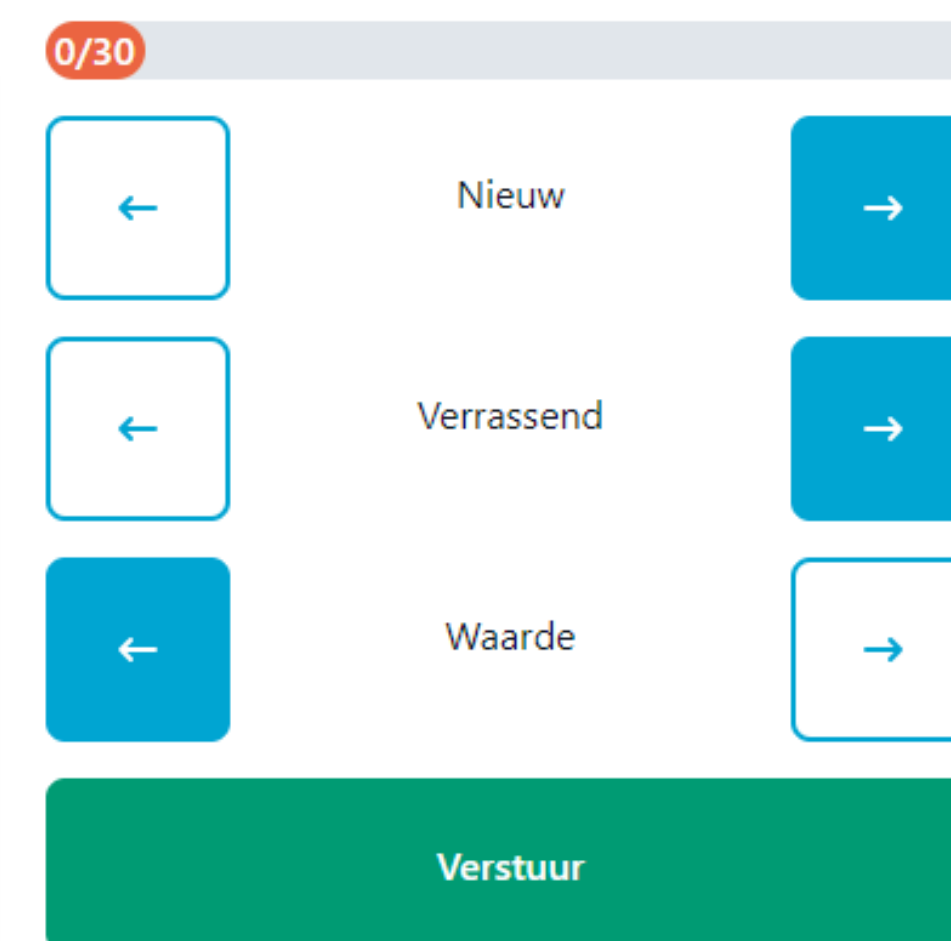 0/30
← Nieuw →
← Verrassend →
← Waarde →
Verstuur